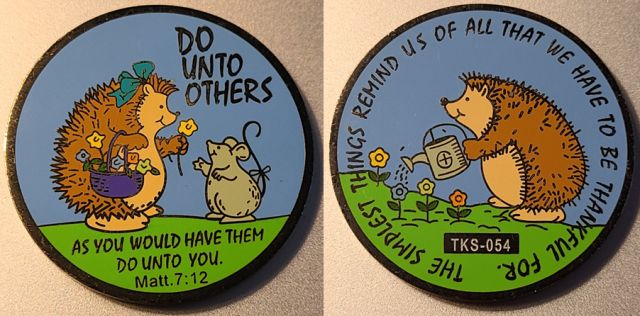 DO
UNTO
OTHERS
AS YOU WOULD HAVE THEM
DO UNTO YOU.
Matt.7:12
THE SIMPLEST THINGS REMIND US OF ALL THAT WE HAVE TO BE THANKFUL FOR.
TKS-054